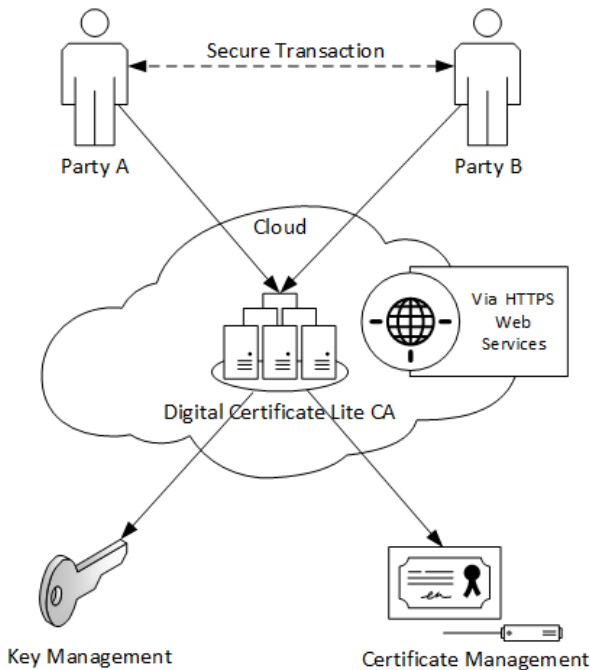 Secure Transaction
Party A
Party B
Cloud
Via HTTPS
Web
Services
Digital Certificate Lite CA
Key Management
Certificate Management